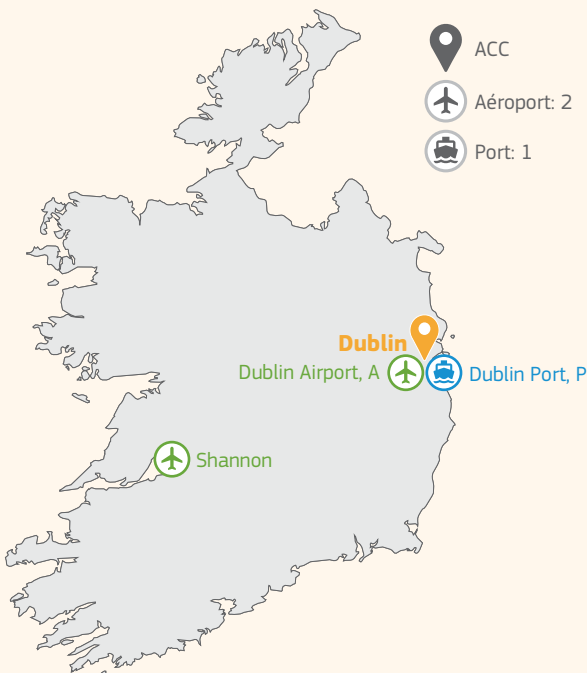 ACC
Aéroport: 2
Port: 1
Dublin
Dublin Airport, A
Dublin Port, P
Shannon